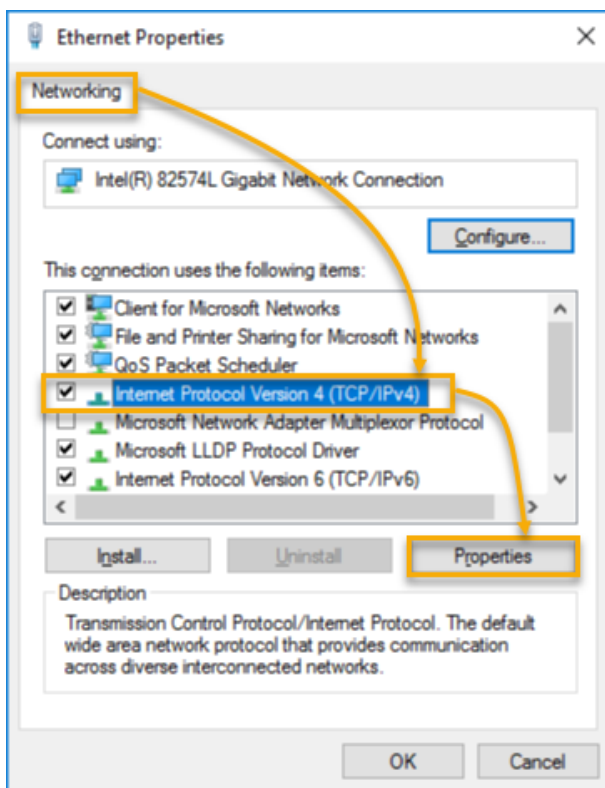 Ethernet Properties
Networking
Connect using:
Intel(R) 82574L Gigabit Network Connection
Configure...
This connection uses the following items:
Client for Microsoft Networks
File and Printer Sharing for Microsoft Networks
QoS Packet Scheduler
Internet Protocol Version 4 (TCP/IPv4)
Microsoft Network Adapter Multiplexor Protocol
Microsoft LLDP Protocol Driver
Internet Protocol Version 6 (TCP/IPv6)
Install...
Uninstall
Properties
Description
Transmission Control Protocol/Internet Protocol. The default
wide area network protocol that provides communication
across diverse interconnected networks.
OK
Cancel